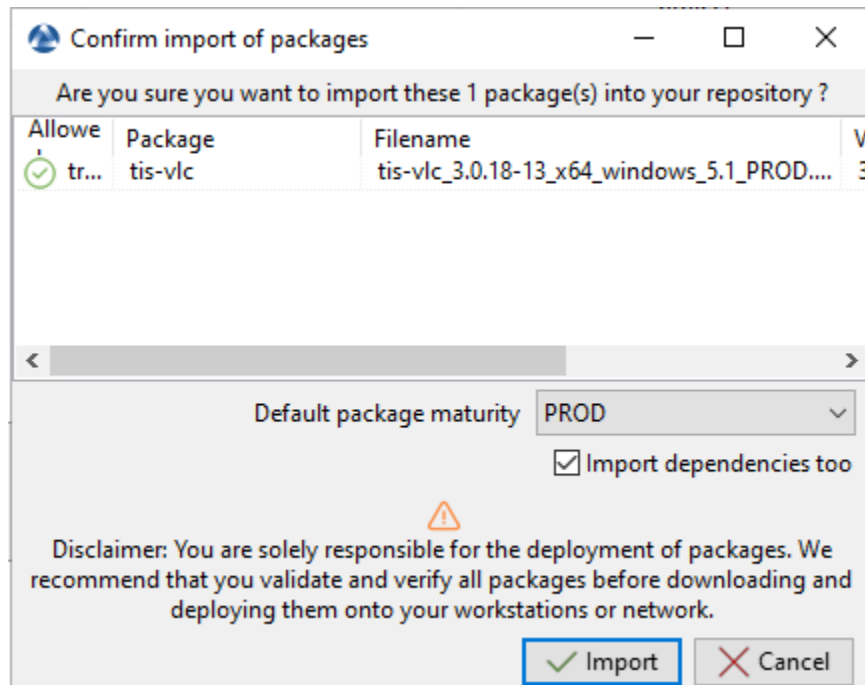 Confirm import of packages
Are you sure you want to import these 1 package(s) into your repository ?
Allowe Package Filename V
tr... tis-vlc tis-vlc_3.0.18-13_x64_windows_5.1_PROD.... 3
Default package maturity PROD
Import dependencies too
Disclaimer: You are solely responsible for the deployment of packages. We
recommend that you validate and verify all packages before downloading and
deploying them onto your workstations or network.
Import Cancel